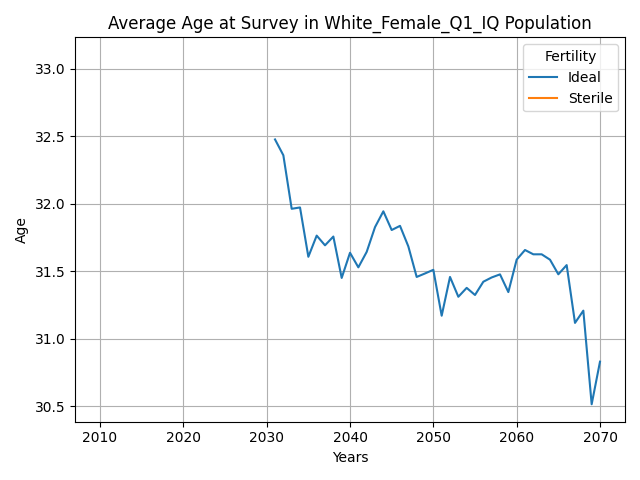 Average Age at Survey in White_Female_Q1_IQ Population
Fertility
Ideal
Sterile
33.0
32.5
32.0
31.5
31.0
30.5
Age
2010 2020 2030 2040 2050 2060 2070
Years